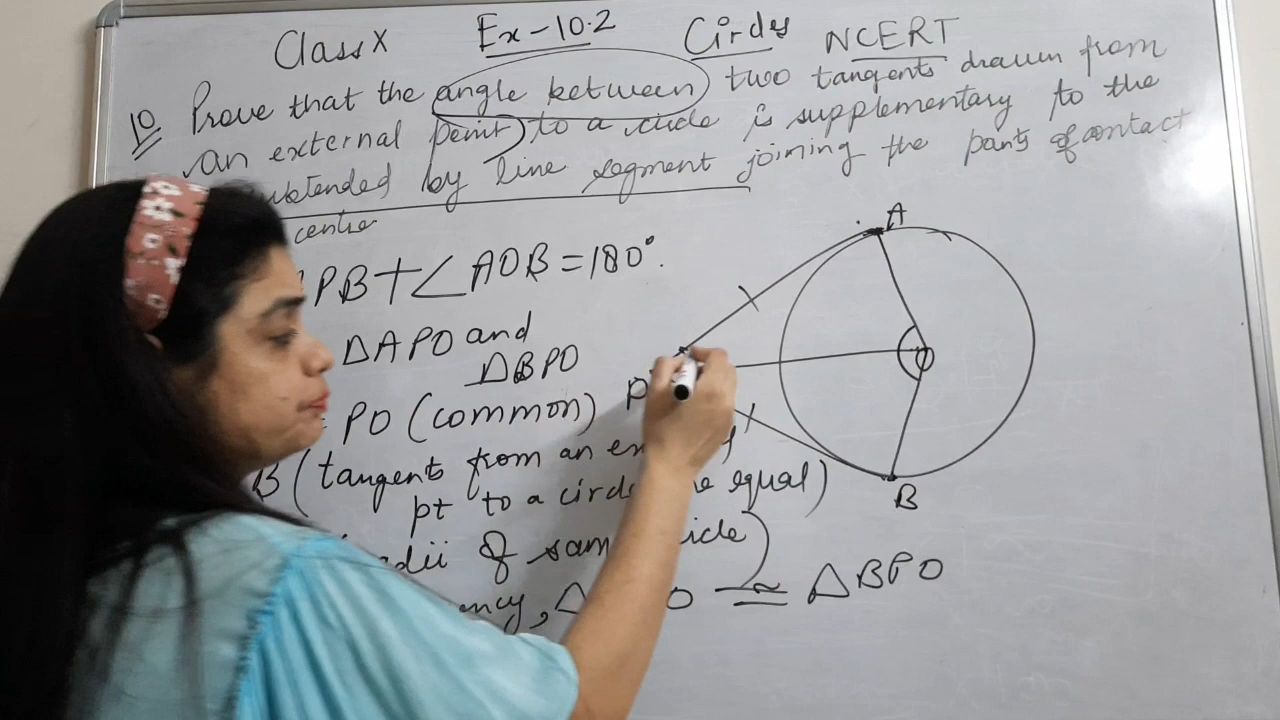 Class X Ex-10.2 Circles NCERT
10 Prove that the angle between two tangents drawn from
an external point to a circle is supplementary to the
subtended by line segment joining the points of contact
centre
PB + ∠AOB = 180°.
ΔAPO and
ΔBPO
= PO (common)
B (tangents from an
pt to a circle equal)
of same circle)
Δ O ≅ ΔBPO
A
P
O
B